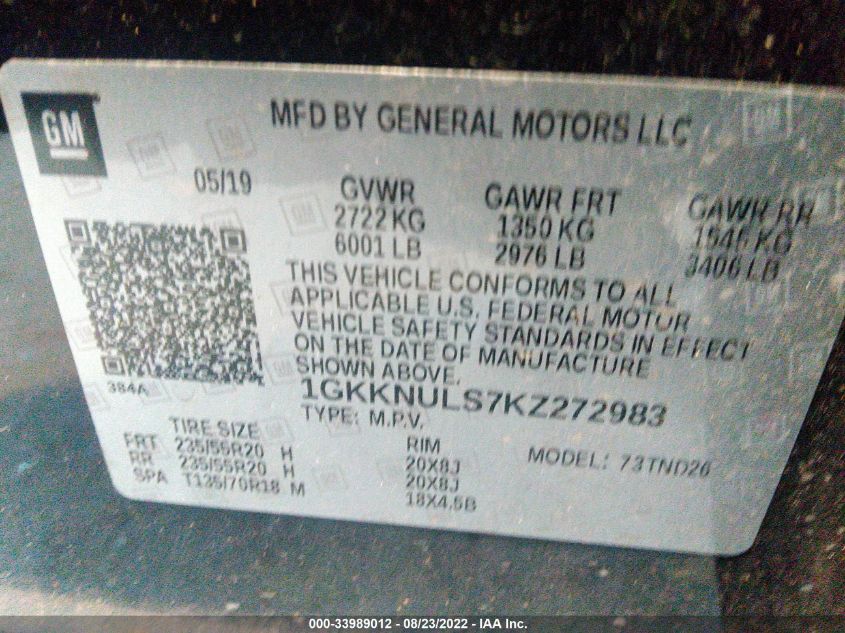 GM
MFD BY GENERAL MOTORS LLC
05/19
GVWR
2722 KG
6001 LB
GAWR FRT
1350 KG
2976 LB
GAWR RR
1545 KG
3406 LB
THIS VEHICLE CONFORMS TO ALL
APPLICABLE U.S. FEDERAL MOTOR
VEHICLE SAFETY STANDARDS IN EFFECT
ON THE DATE OF MANUFACTURE
SHOWN ABOVE.
384A
1GKKNULS7KZ272983
TYPE: M.P.V.
MODEL: 73TND26
TIRE SIZE RIM
FRT 235/55R20 H 20X8J
RR 235/55R20 H 20X8J
SPA T135/70R18 M 18X4.5B
000-33989012 - 08/23/2022 - IAA Inc.